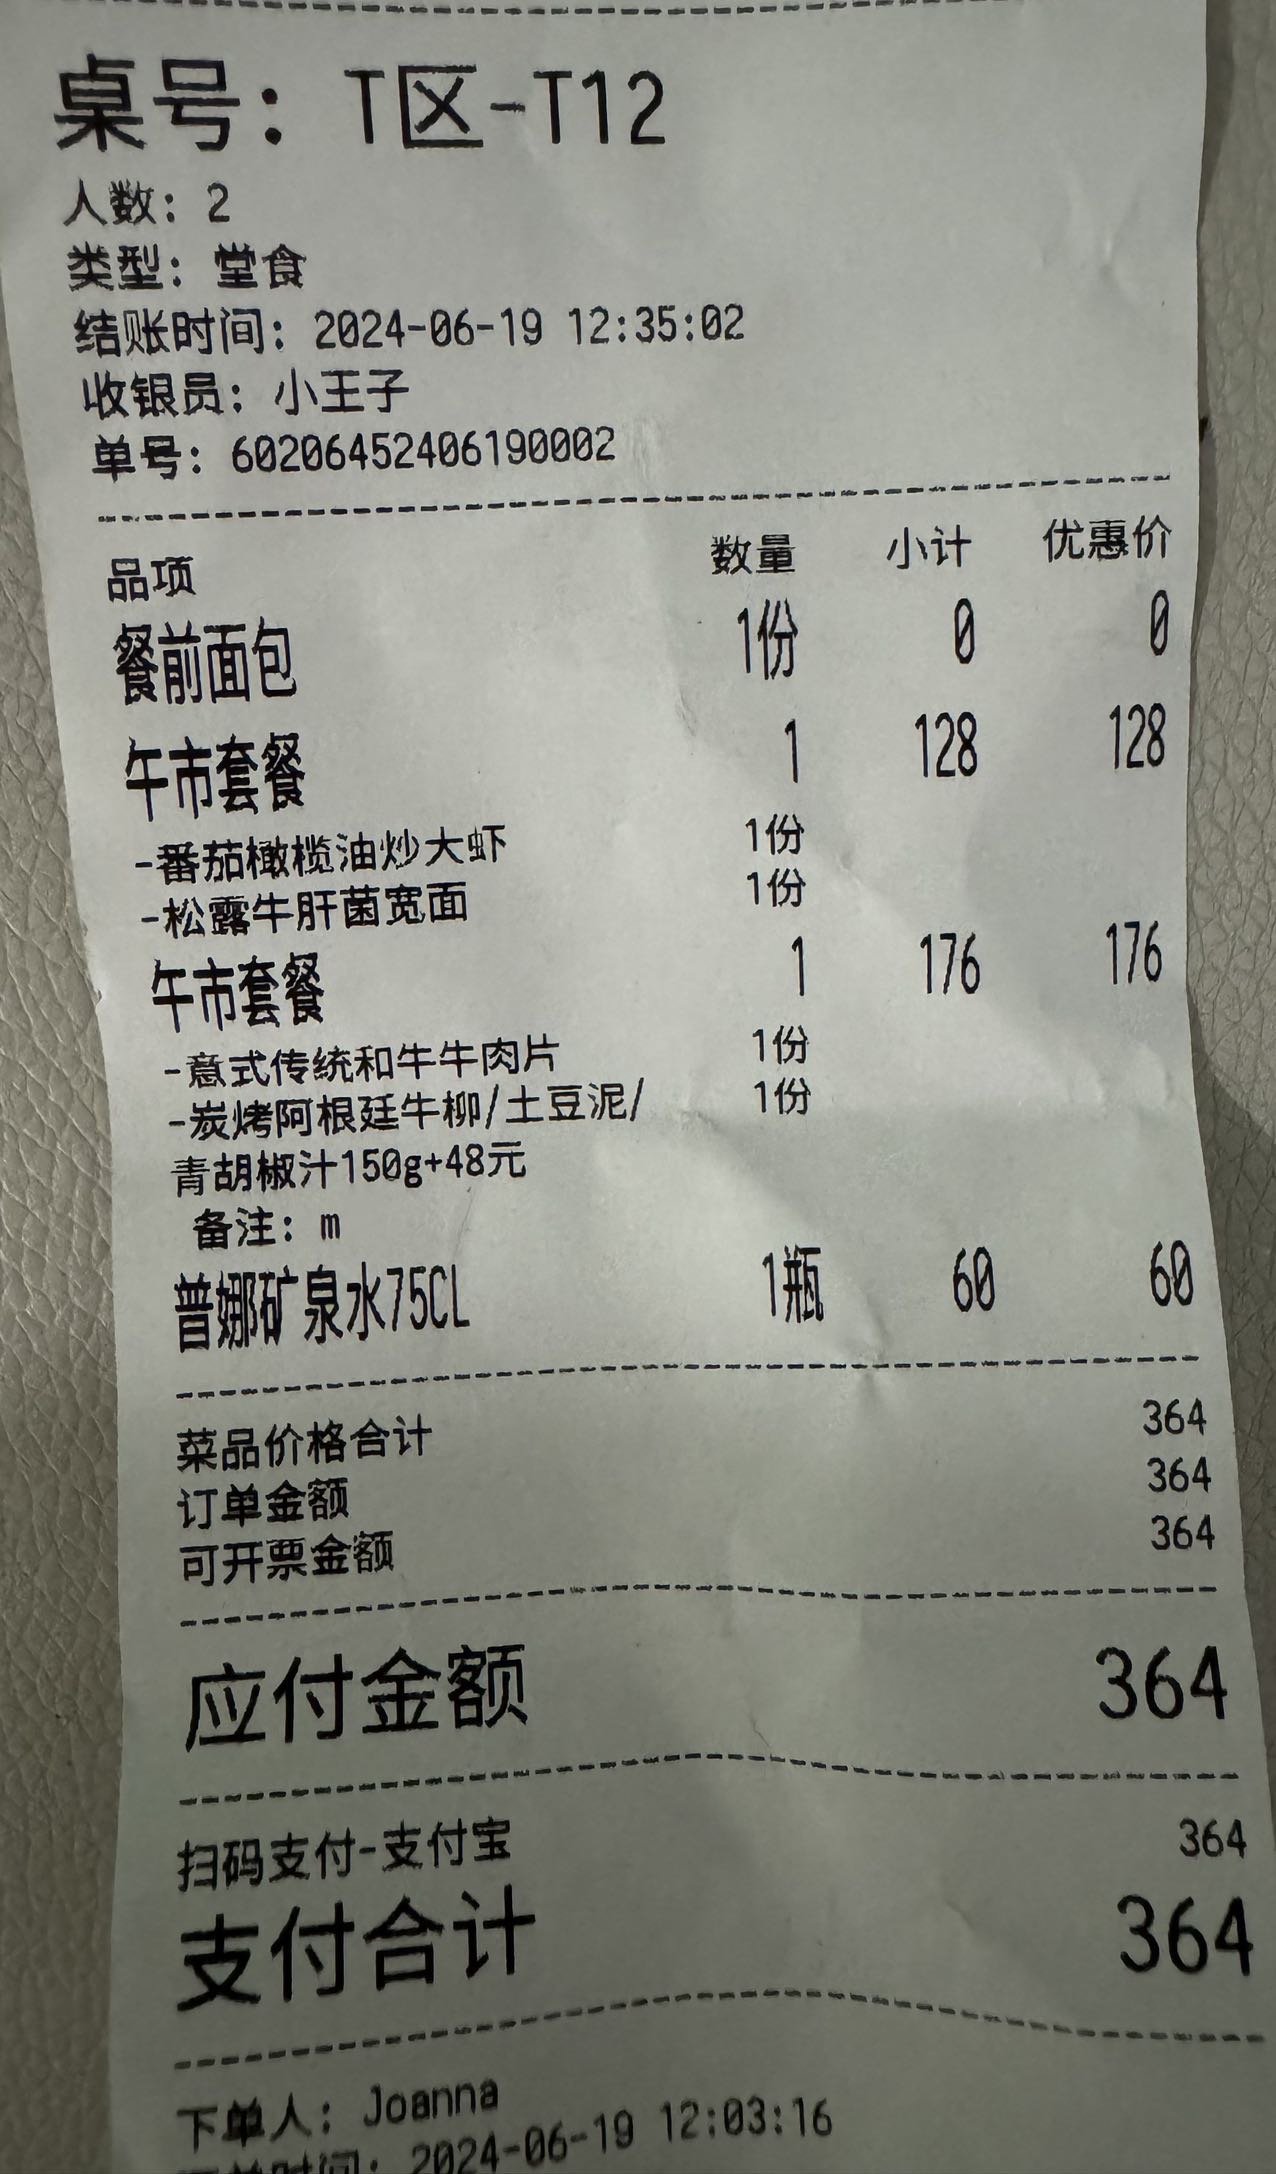 桌号：T区-T12
人数：2
类型：堂食
结账时间：2024-06-19 12:35:02
收银员：小王子
单号：60206452406190002
品项 数量 小计 优惠价
餐前面包 1份 0 0
午市套餐 1 128 128
-番茄橄榄油炒大虾 1份
-松露牛肝菌宽面 1份
午市套餐 1 176 176
-意式传统和牛牛肉片 1份
-炭烤阿根廷牛柳/土豆泥/ 1份
青胡椒汁150g+48元
备注：m
普娜矿泉水75CL 1瓶 60 60
菜品价格合计 364
订单金额 364
可开票金额 364
应付金额 364
扫码支付-支付宝 364
支付合计 364
下单人：Joanna
时间：2024-06-19 12:03:16